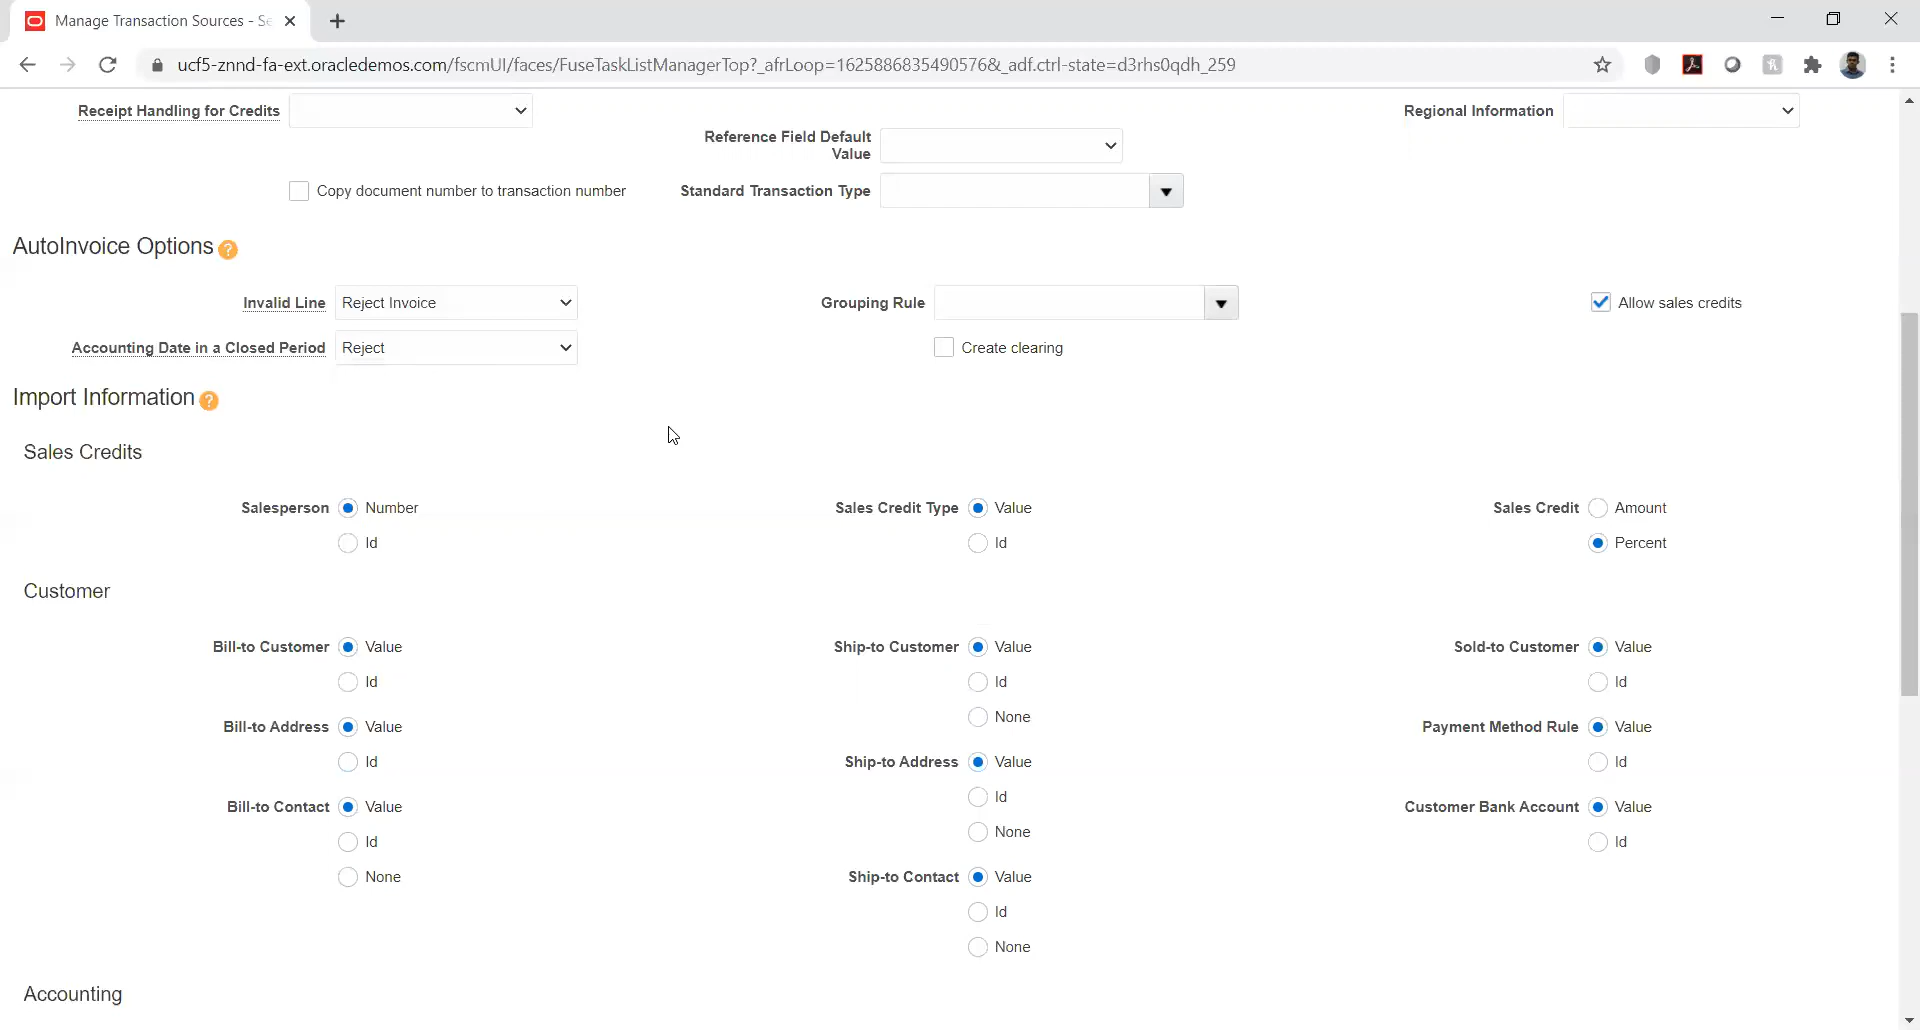 Manage Transaction Sources - Se
ucf5-znnd-fa-ext.oracledemos.com/fscmUI/faces/FuseTaskListManagerTop?_afrLoop=1625886835490576&_adf.ctrl-state=d3rhs0qdh_259
Receipt Handling for Credits
Regional Information
Reference Field Default
Value
Copy document number to transaction number
Standard Transaction Type
AutoInvoice Options ?
Invalid Line Reject Invoice
Grouping Rule
Allow sales credits
Accounting Date in a Closed Period Reject
Create clearing
Import Information ?
Sales Credits
Salesperson Number
Sales Credit Type Value
Sales Credit Amount
Id
Id
Percent
Customer
Bill-to Customer Value
Ship-to Customer Value
Sold-to Customer Value
Id
Id
Id
None
Bill-to Address Value
Payment Method Rule Value
Id
Ship-to Address Value
Id
Id
Bill-to Contact Value
Customer Bank Account Value
None
Id
Id
None
Ship-to Contact Value
Id
None
Accounting